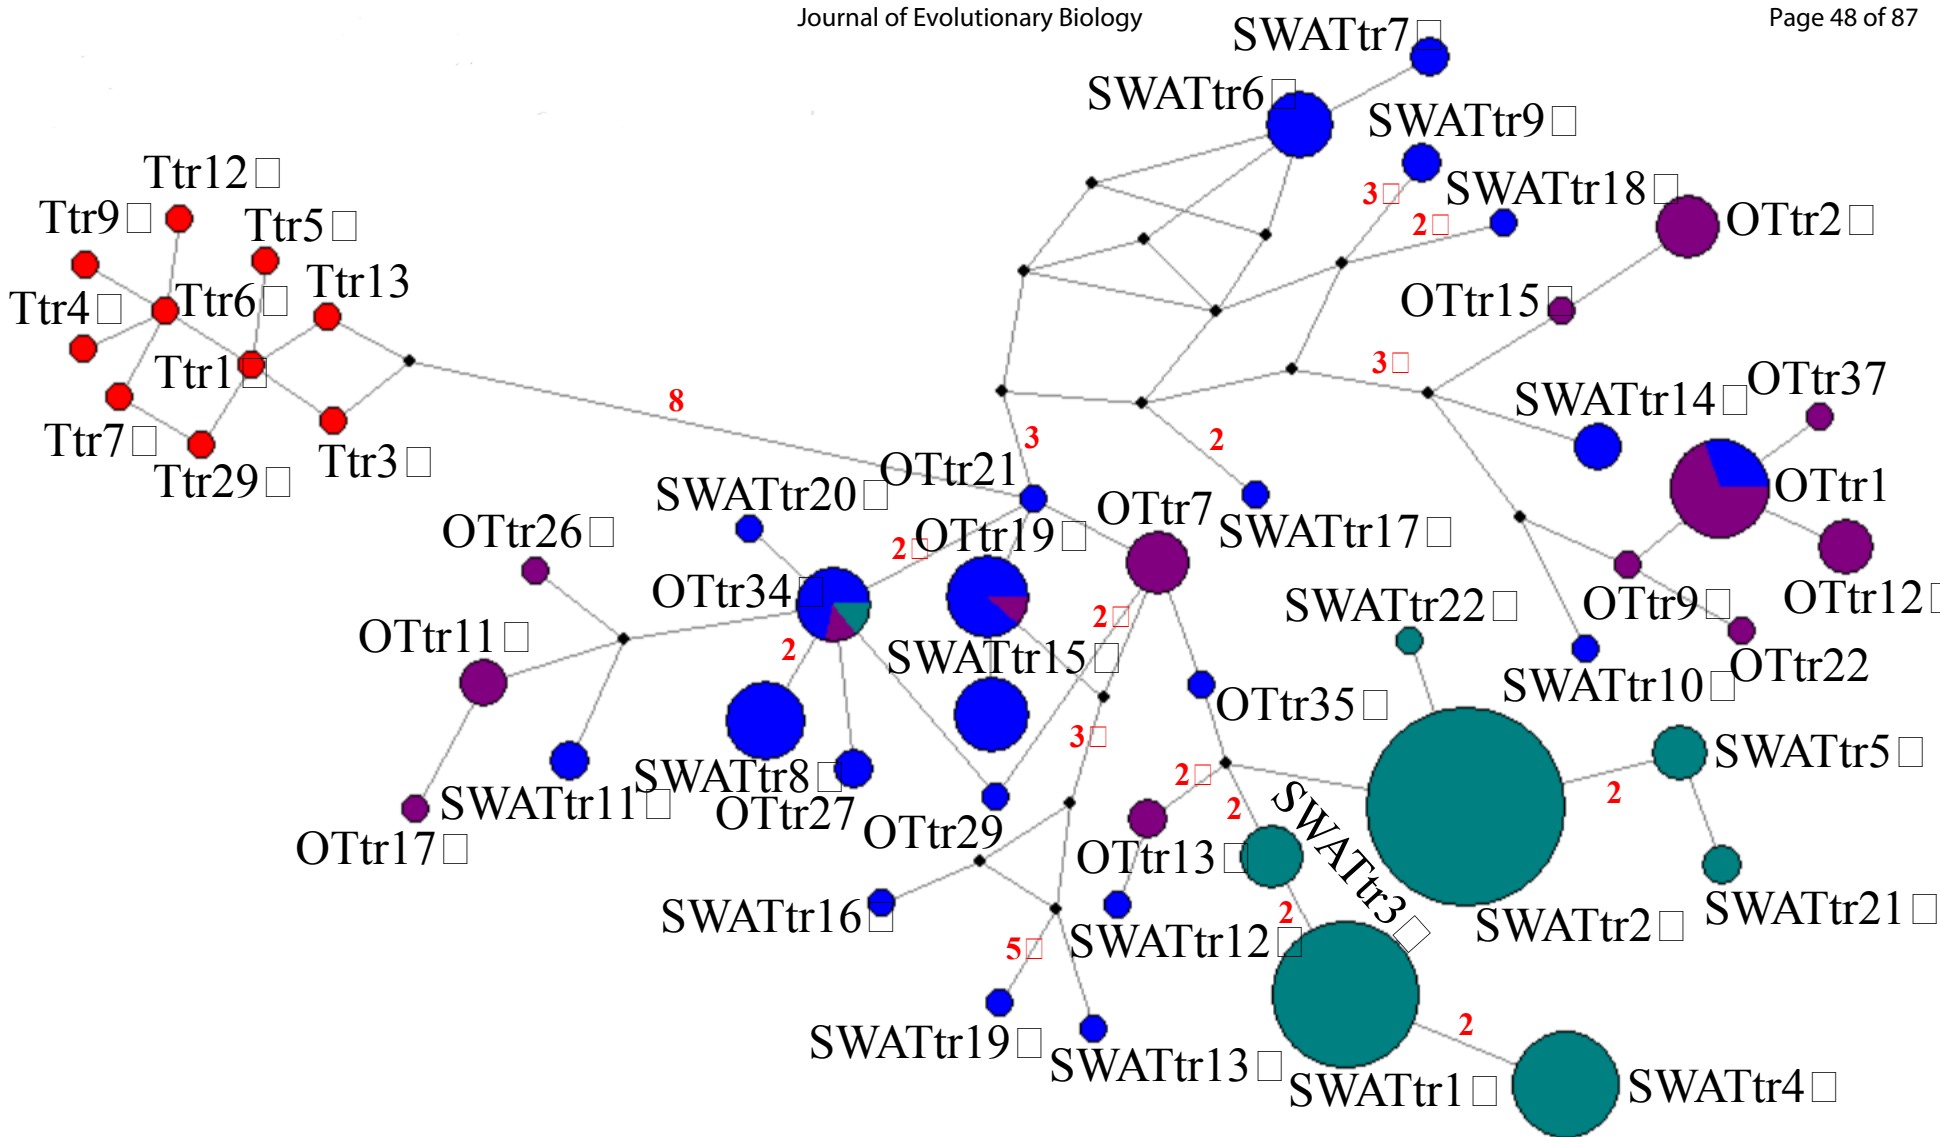 Journal of Evolutionary Biology
Page 48 of 87
SWATtr7
SWATtr6
SWATtr9
Ttr12
SWATtr18
3
Ttr9
Ttr5
2
OTtr2
Ttr6
Ttr13
Ttr4
OTtr15
Ttr1
3
OTtr37
8
SWATtr14
Ttr7
3
2
Ttr29
Ttr3
OTtr21
OTtr1
SWATtr20
OTtr7
OTtr26
2
OTtr19
SWATtr17
OTtr34
SWATtr22
OTtr9
OTtr12
2
OTtr11
2
SWATtr15
OTtr22
SWATtr10
OTtr35
3
SWATtr8
2
SWATtr5
SWATtr11
OTtr27
2
2
OTtr29
OTtr17
OTtr13
SWATtr3
SWATtr16
2
SWATtr21
SWATtr2
5
SWATtr12
2
SWATtr19
SWATtr13
SWATtr1
SWATtr4